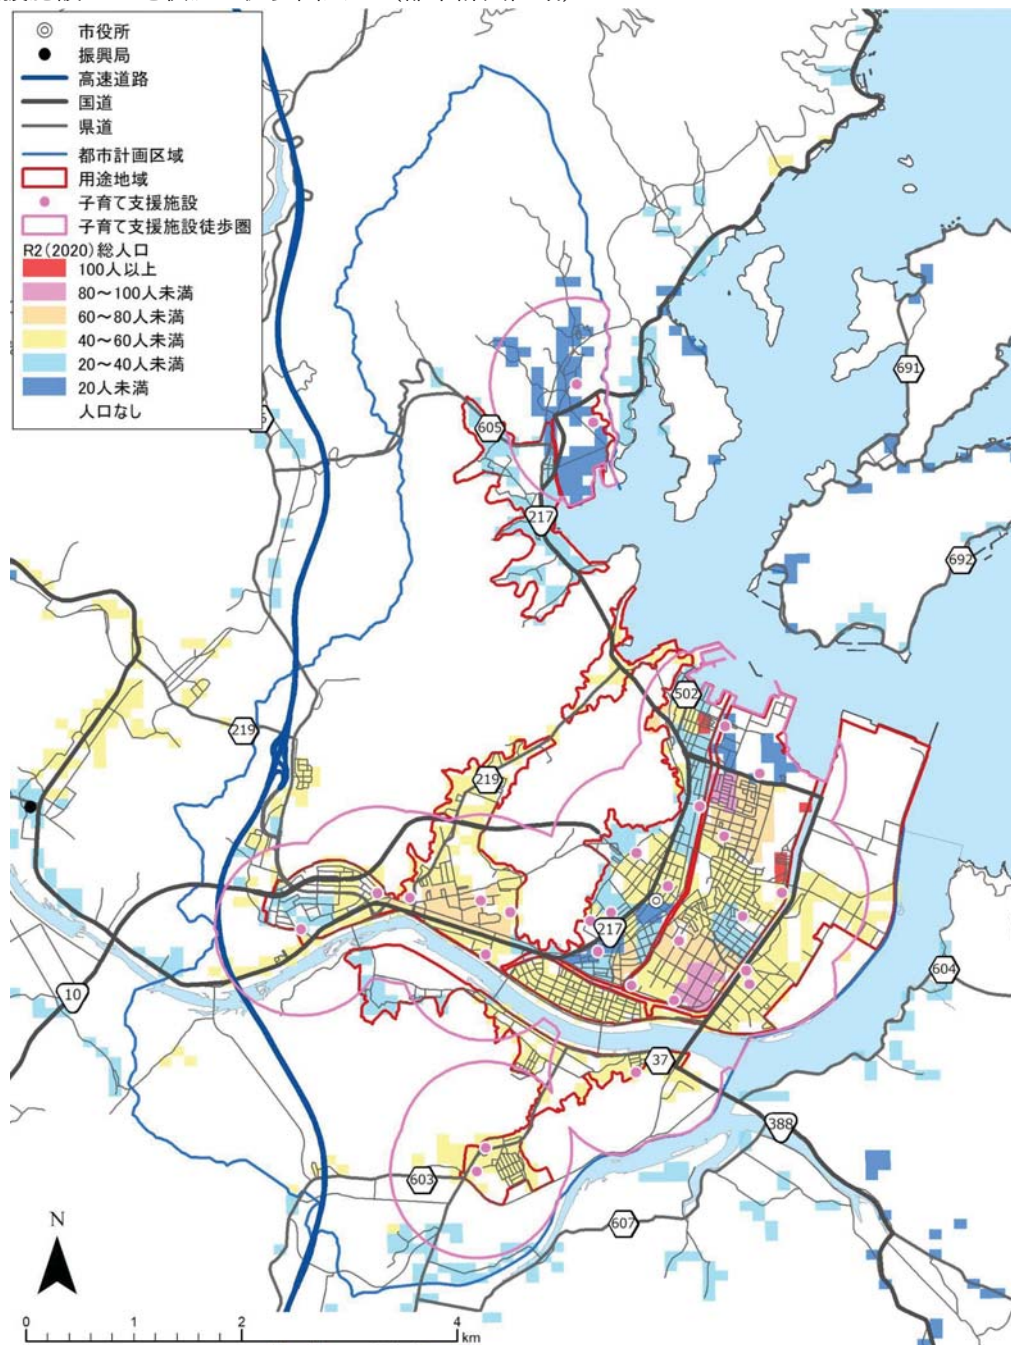 市役所
振興局
高速道路
国道
県道
都市計画区域
用途地域
子育て支援施設
子育て支援施設徒歩圏
R2(2020)総人口
100人以上
80～100人未満
60～80人未満
40～60人未満
20～40人未満
20人未満
人口なし
691
605
217
692
502
219
219
217
604
10
37
388
603
607
N
0
2
4
km